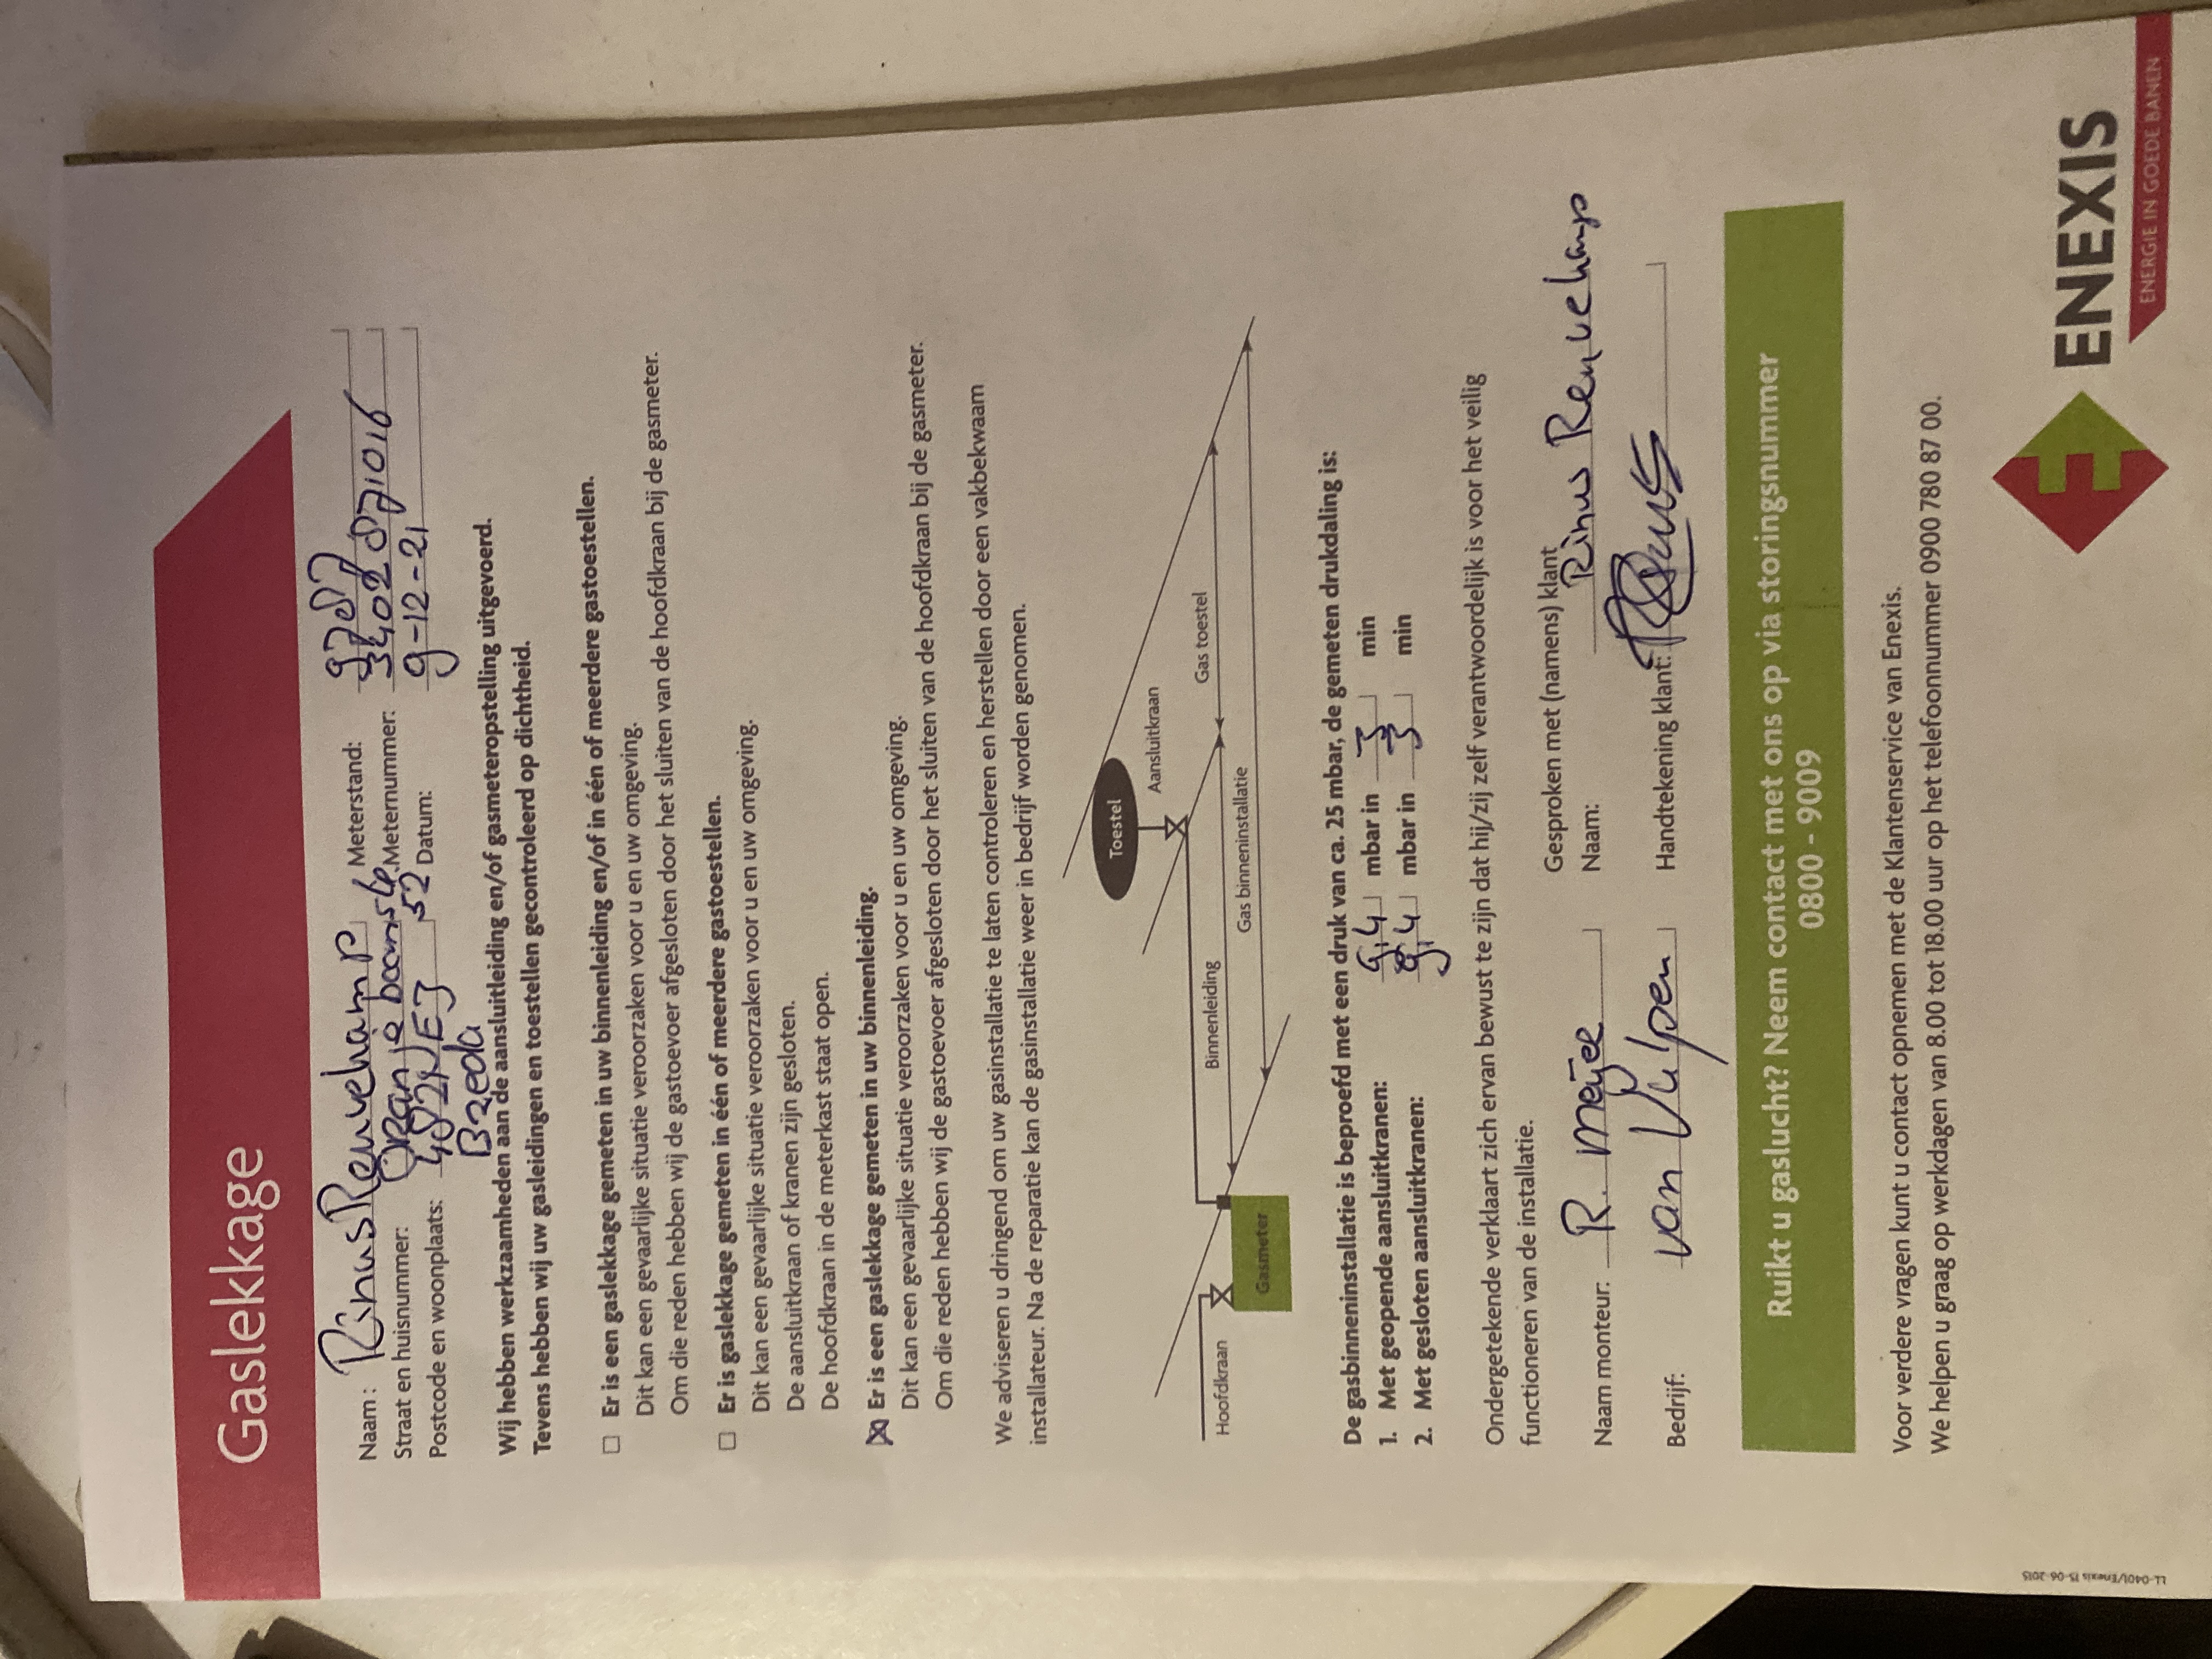 Gaslekkage
Naam : Rinus Renvehamp
Meterstand: 9787
Straat en huisnummer: Oranjeboomstr. 52
Meternummer: 3402871016
Postcode en woonplaats: 4821 EJ
Datum: 9-12-21
Breda
Wij hebben werkzaamheden aan de aansluitleiding en/of gasmeteropstelling uitgevoerd.
Tevens hebben wij uw gasleidingen en toestellen gecontroleerd op dichtheid.
Er is een gaslekkage gemeten in uw binnenleiding en/of in één of meerdere gastoestellen.
Dit kan een gevaarlijke situatie veroorzaken voor u en uw omgeving.
Om die reden hebben wij de gastoevoer afgesloten door het sluiten van de hoofdkraan bij de gasmeter.
Er is gaslekkage gemeten in één of meerdere gastoestellen.
Dit kan een gevaarlijke situatie veroorzaken voor u en uw omgeving.
De aansluitkraan of kranen zijn gesloten.
De hoofdkraan in de meterkast staat open.
Er is een gaslekkage gemeten in uw binnenleiding.
Dit kan een gevaarlijke situatie veroorzaken voor u en uw omgeving.
Om die reden hebben wij de gastoevoer afgesloten door het sluiten van de hoofdkraan bij de gasmeter.
We adviseren u dringend om uw gasinstallatie te laten controleren en herstellen door een vakbekwaam
installateur. Na de reparatie kan de gasinstallatie weer in bedrijf worden genomen.
Toestel
Aansluitkraan
Hoofdkraan
Binnenleiding
Gas toestel
Gas binneninstallatie
Gasmeter
De gasbinneninstallatie is beproefd met een druk van ca. 25 mbar, de gemeten drukdaling is:
1. Met geopende aansluitkranen: 9,4 mbar in 3 min
2. Met gesloten aansluitkranen: 9,4 mbar in 3 min
Ondergetekende verklaart zich ervan bewust te zijn dat hij/zij zelf verantwoordelijk is voor het veilig
functioneren van de installatie.
Gesproken met (namens) klant
Naam monteur: R. Meijer
Naam: Rinus Renvehamp
Bedrijf: van Vulpen
Handtekening klant:
Ruikt u gaslucht? Neem contact met ons op via storingsnummer
0800 - 9009
Voor verdere vragen kunt u contact opnemen met de Klantenservice van Enexis.
We helpen u graag op werkdagen van 8.00 tot 18.00 uur op het telefoonnummer 0900 780 87 00.
LL-0401/Enexis 15-06-2015
ENEXIS
ENERGIE IN GOEDE BANEN